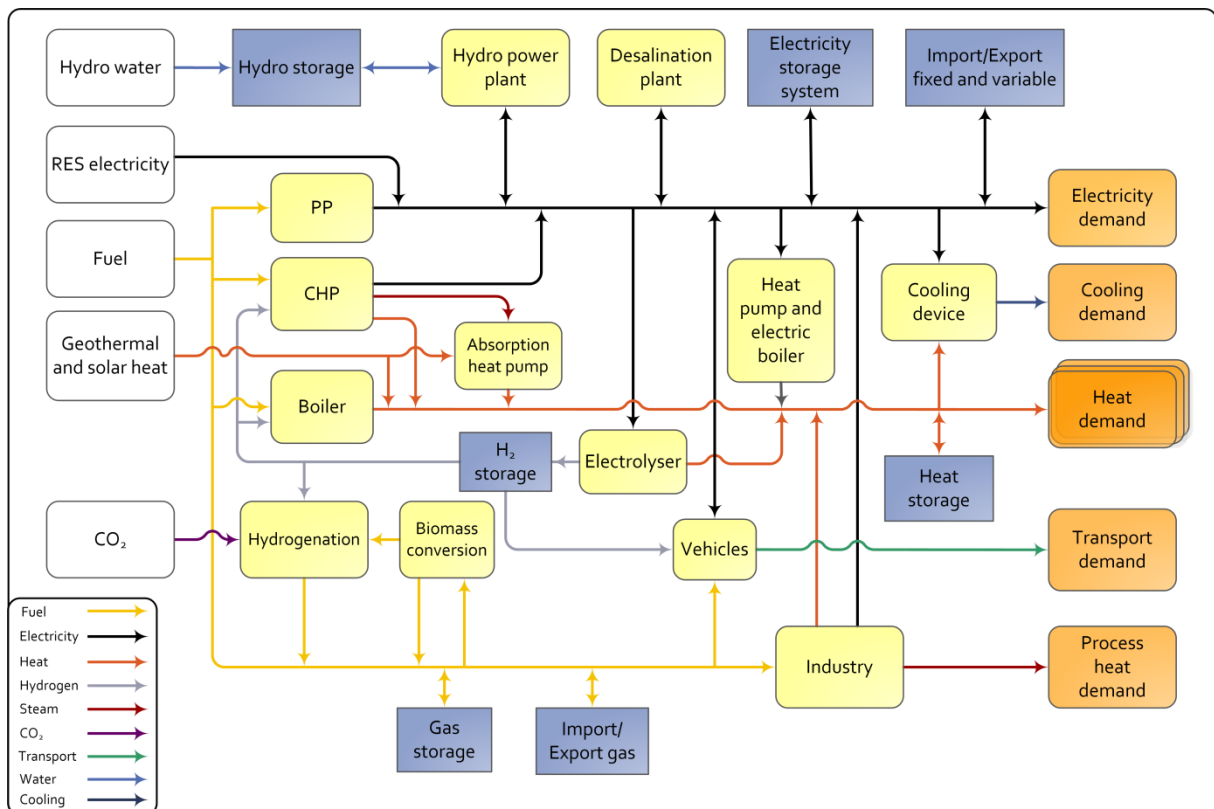 Hydro water
Hydro storage
Hydro power
plant
Desalination
plant
Electricity
storage
system
Import/Export
fixed and variable
RES electricity
PP
Electricity
demand
Fuel
CHP
Heat
pump and
electric
boiler
Cooling
device
Cooling
demand
Geothermal
and solar heat
Absorption
heat pump
Boiler
Heat
demand
H₂
storage
Electrolyser
Heat
storage
CO₂
Hydrogenation
Biomass
conversion
Vehicles
Transport
demand
Industry
Process
heat
demand
Gas
storage
Import/
Export gas
Fuel
Electricity
Heat
Hydrogen
Steam
CO₂
Transport
Water
Cooling